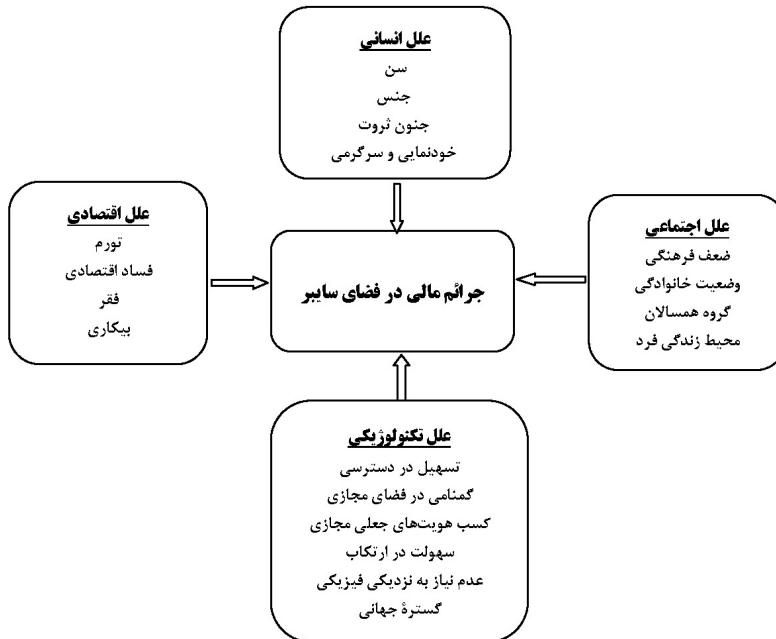 علل انسانی
سن
جنس
جنون ثروت
خودنمایی و سرگرمی
علل اجتماعی
ضعف فرهنگی
وضعیت خانوادگی
گروه همسالان
محیط زندگی فرد
جرائم مالی در فضای سایبر
علل اقتصادی
تورم
فساد اقتصادی
فقر
بیکاری
علل تکنولوژیکی
تسهیل در دسترسی
گمنامی در فضای مجازی
کسب هویت‌های جعلی مجازی
سهولت در ارتکاب
عدم نیاز به نزدیکی فیزیکی
گسترهٔ جهانی